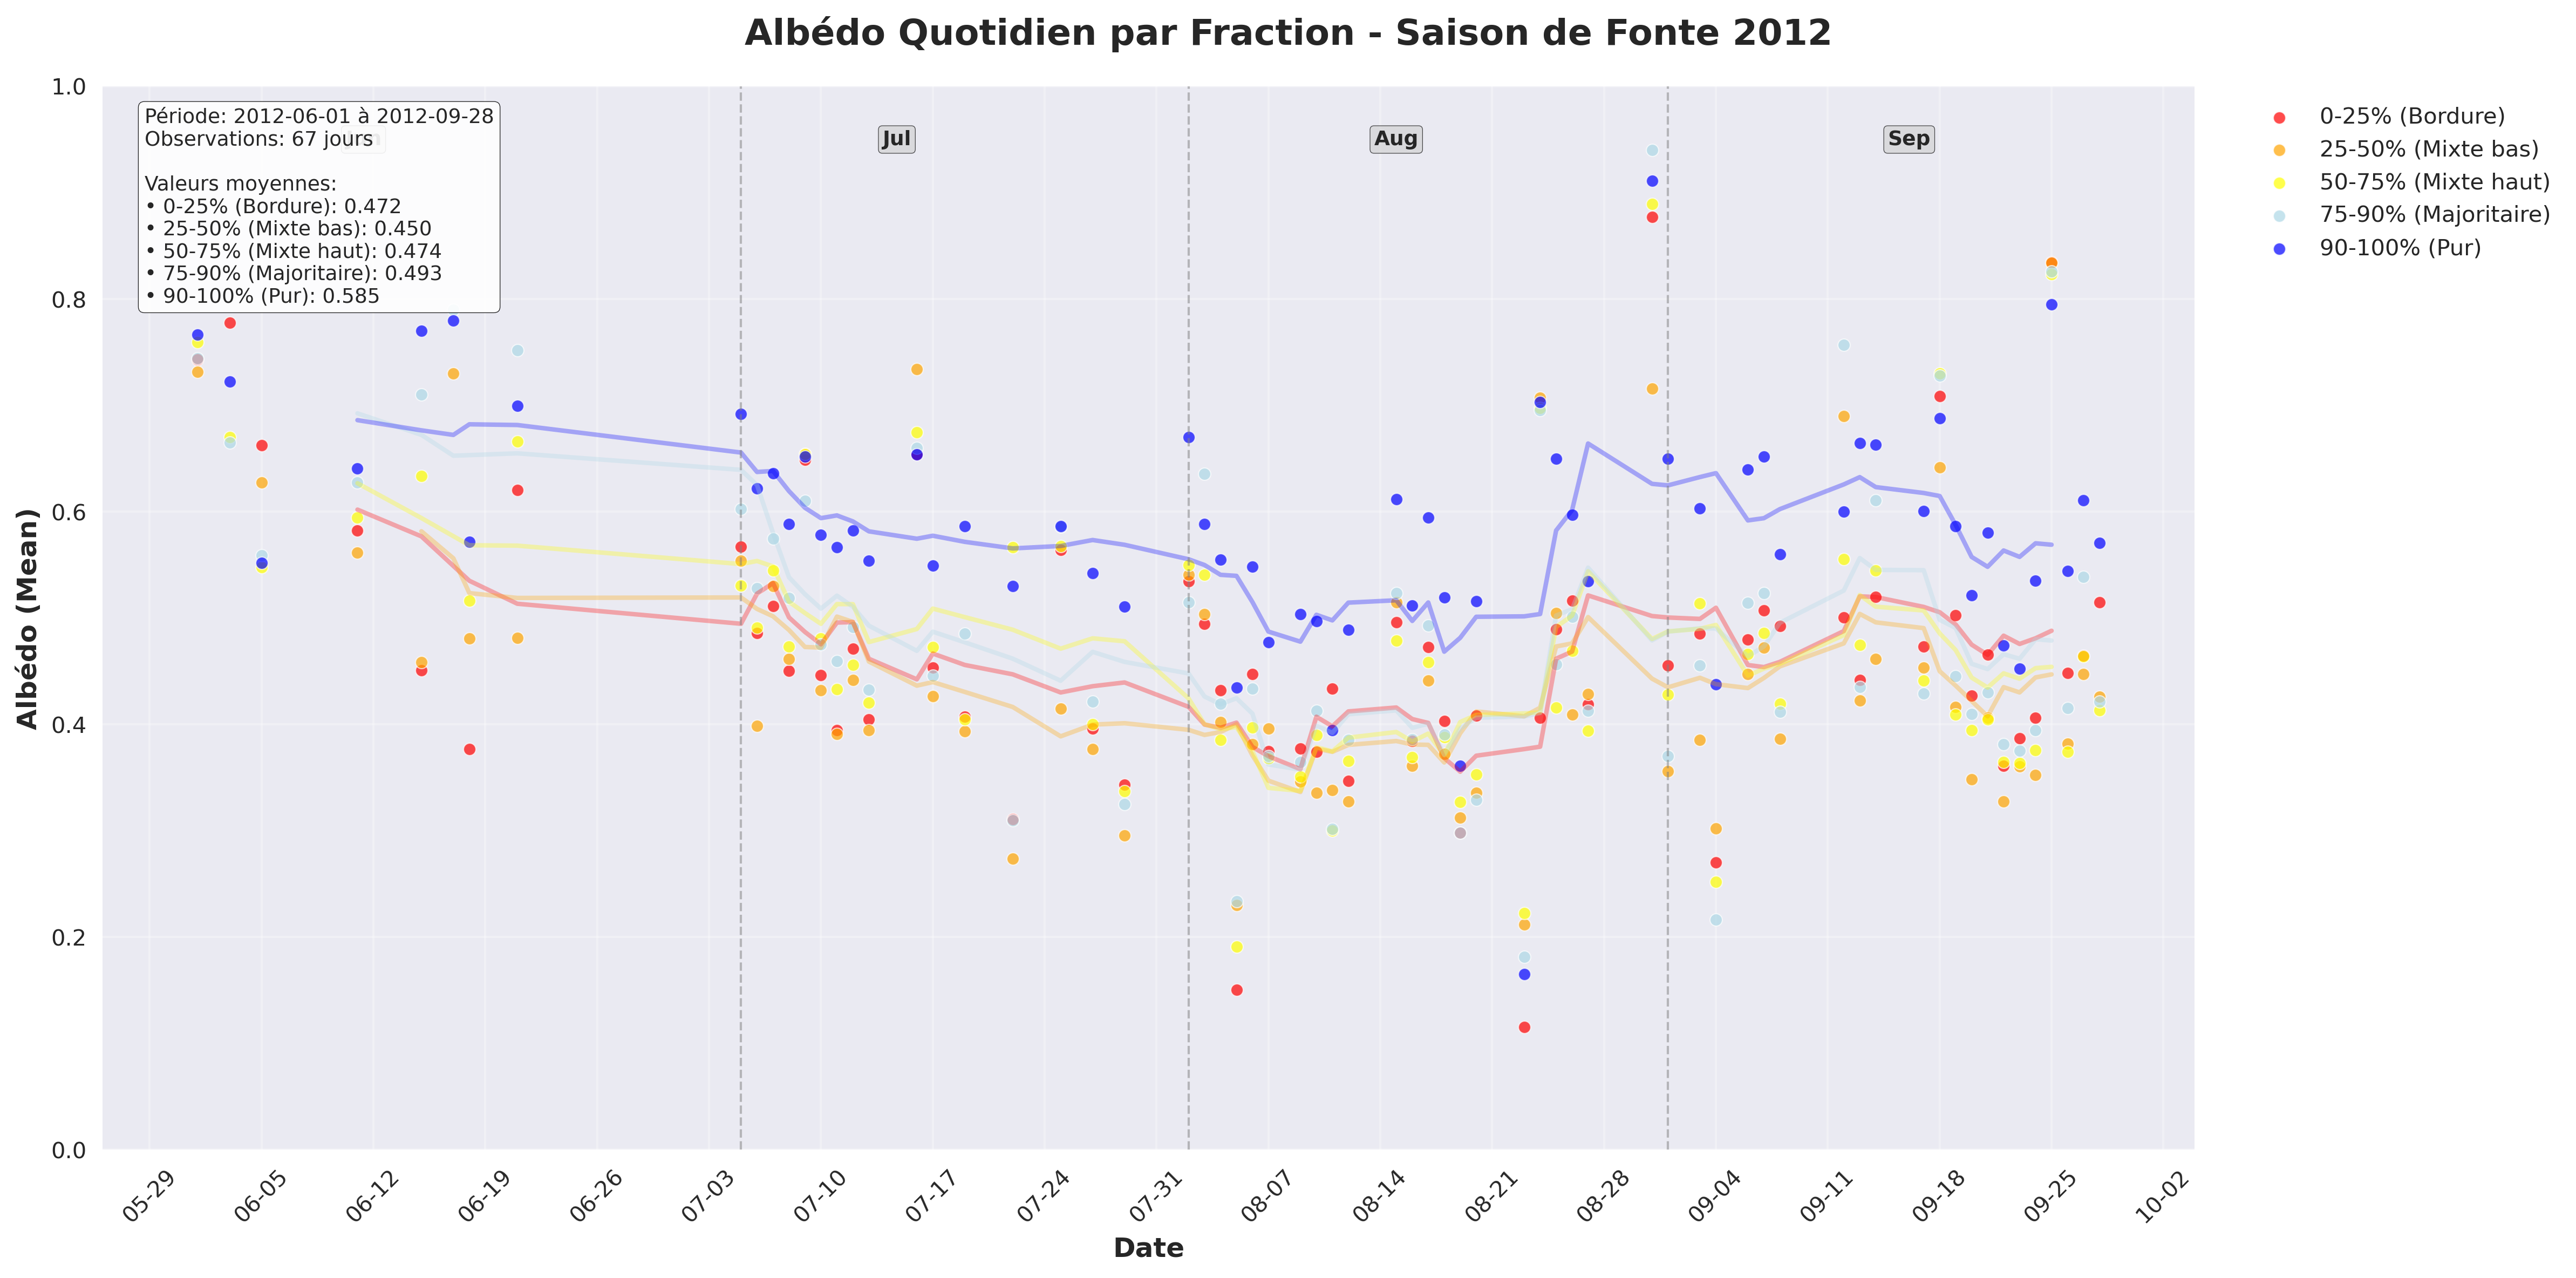 Albédo Quotidien par Fraction - Saison de Fonte 2012
Albédo (Mean)
1.0
0.8
0.6
0.4
0.2
0.0
Période: 2012-06-01 à 2012-09-28
Observations: 67 jours
Valeurs moyennes:
• 0-25% (Bordure): 0.472
• 25-50% (Mixte bas): 0.450
• 50-75% (Mixte haut): 0.474
• 75-90% (Majoritaire): 0.493
• 90-100% (Pur): 0.585
Jul
Aug
Sep
0-25% (Bordure)
25-50% (Mixte bas)
50-75% (Mixte haut)
75-90% (Majoritaire)
90-100% (Pur)
05-29
06-05
06-12
06-19
06-26
07-03
07-10
07-17
07-24
07-31
08-07
08-14
08-21
08-28
09-04
09-11
09-18
09-25
10-02
Date